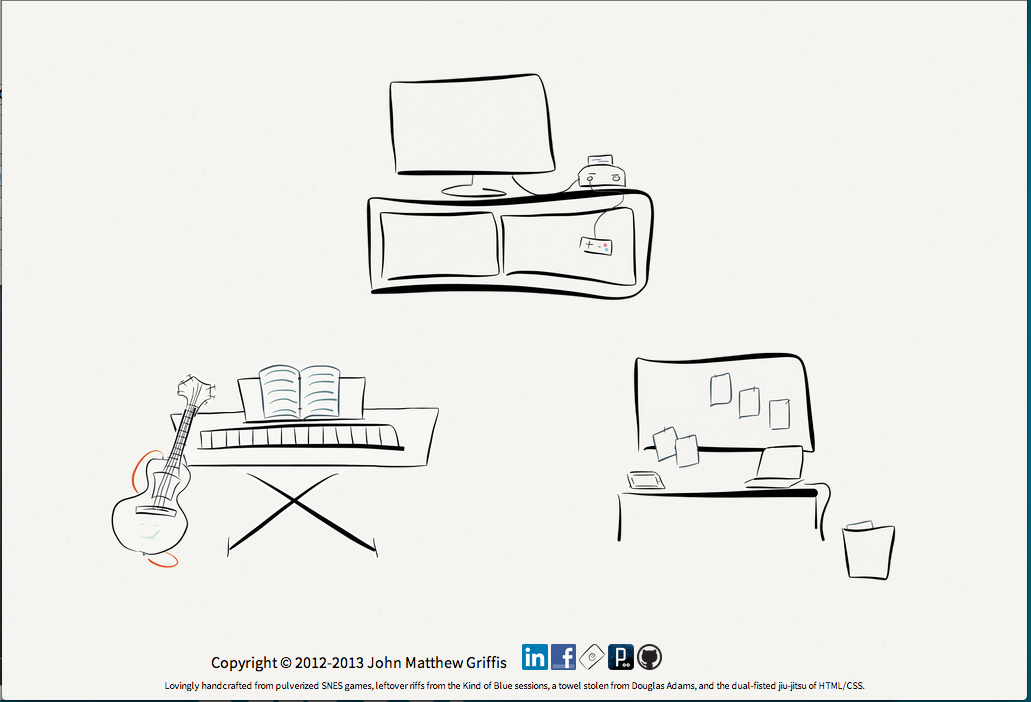 Copyright © 2012-2013 John Matthew Griffis in f P
Lovingly handcrafted from pulverized SNES games, leftover riffs from the Kind of Blue sessions, a towel stolen from Douglas Adams, and the dual-fisted jiu-jitsu of HTML/CSS.